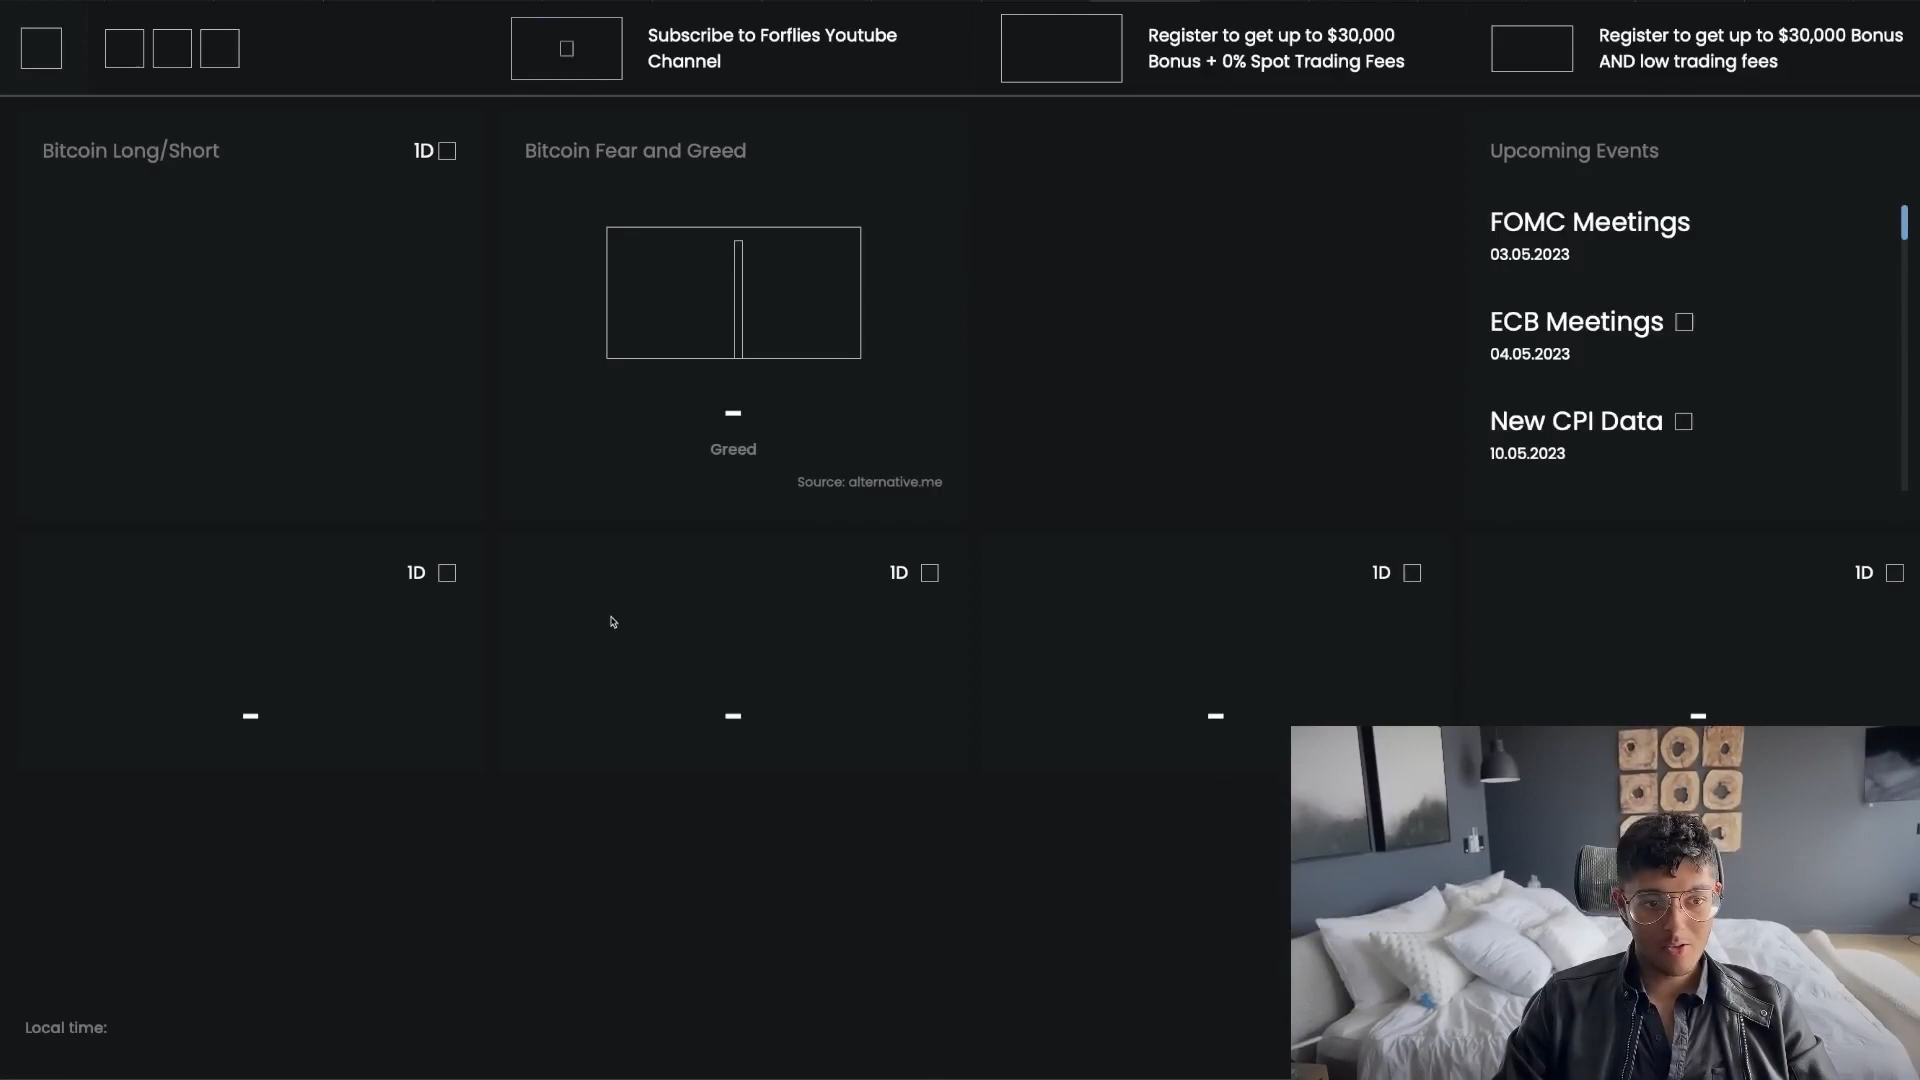 Subscribe to Forflies Youtube
Channel
Register to get up to $30,000
Bonus + 0% Spot Trading Fees
Register to get up to $30,000 Bonus
AND low trading fees
Bitcoin Long/Short
1D
Bitcoin Fear and Greed
–
Greed
Source: alternative.me
Upcoming Events
FOMC Meetings
03.05.2023
ECB Meetings
04.05.2023
New CPI Data
10.05.2023
1D
–
1D
–
1D
–
1D
–
Local time: